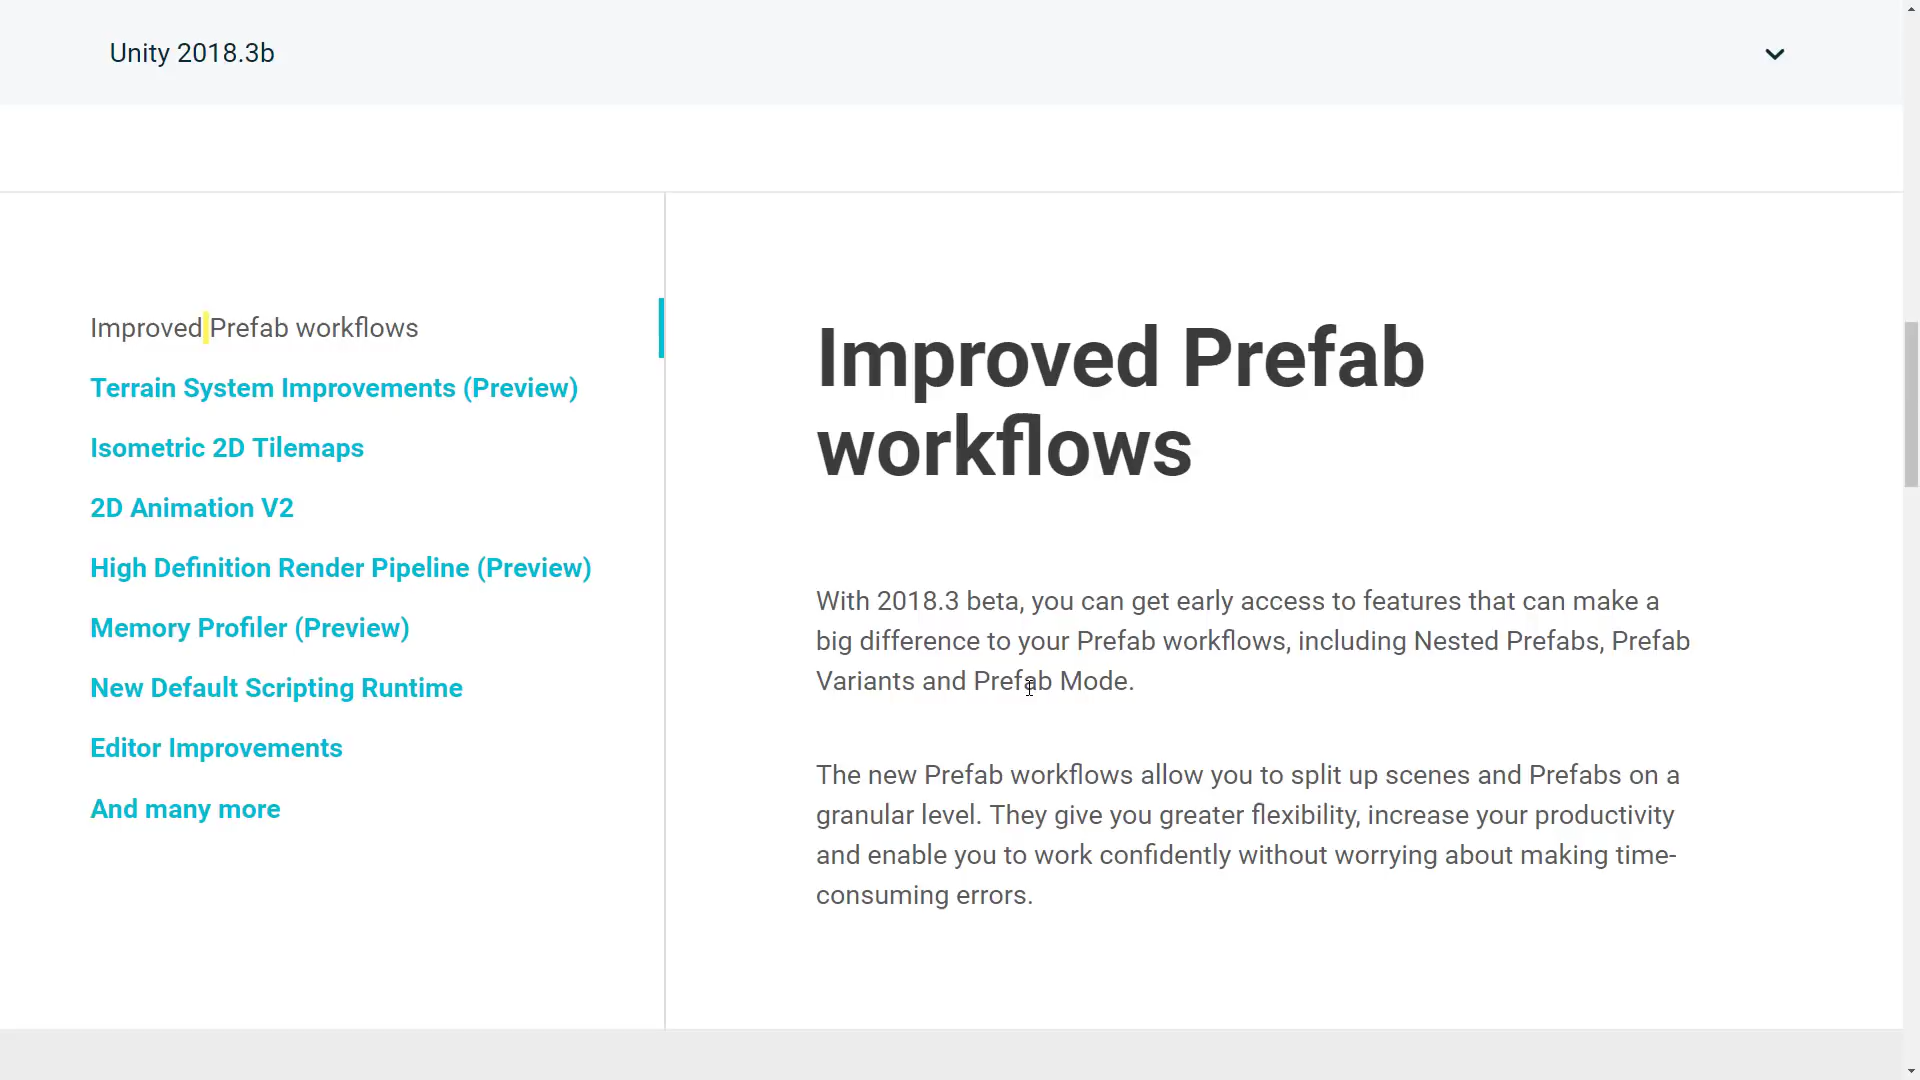 Unity 2018.3b
Improved Prefab workflows
Terrain System Improvements (Preview)
Isometric 2D Tilemaps
2D Animation V2
High Definition Render Pipeline (Preview)
Memory Profiler (Preview)
New Default Scripting Runtime
Editor Improvements
And many more
Improved Prefab
workflows
With 2018.3 beta, you can get early access to features that can make a
big difference to your Prefab workflows, including Nested Prefabs, Prefab
Variants and Prefab Mode.
The new Prefab workflows allow you to split up scenes and Prefabs on a
granular level. They give you greater flexibility, increase your productivity
and enable you to work confidently without worrying about making time-
consuming errors.